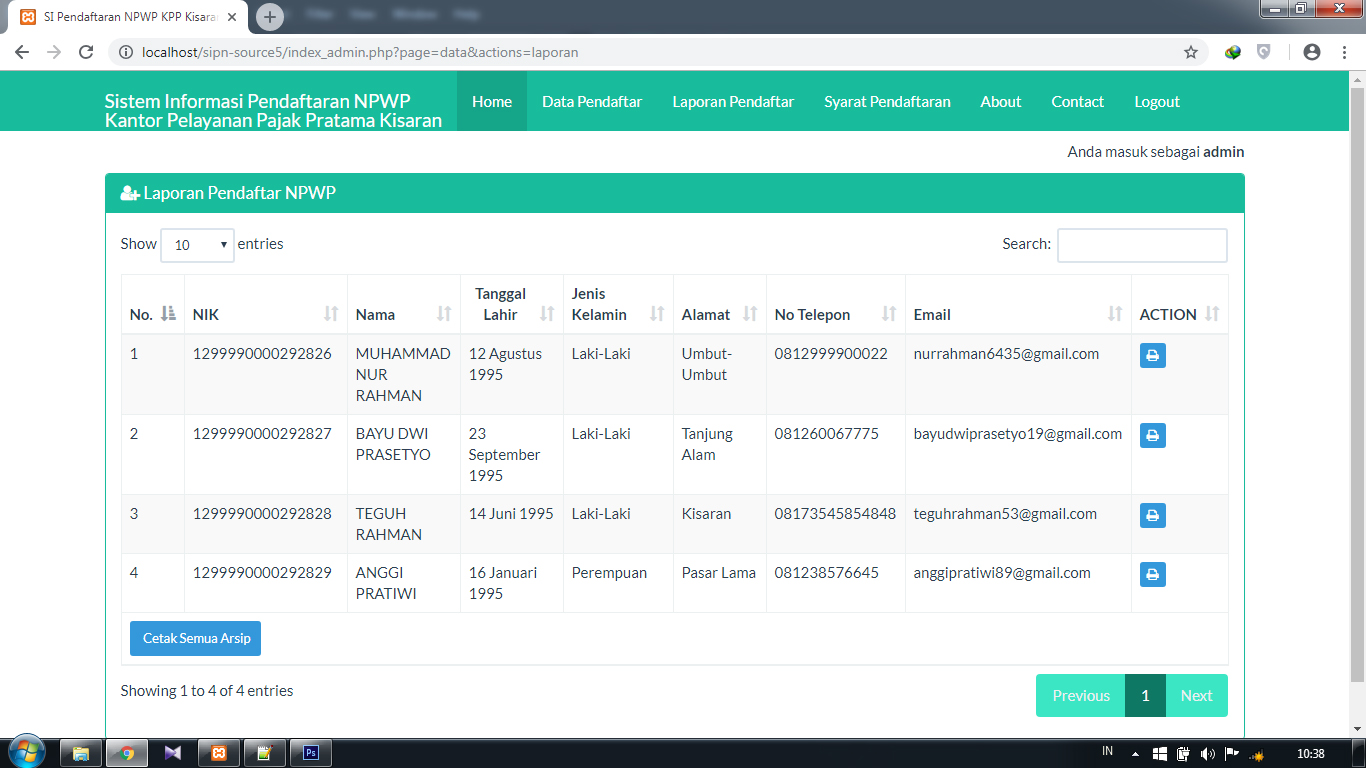 SI Pendaftaran NPWP KPP Kisaran
localhost/sipn-source5/index_admin.php?page=data&actions=laporan
Sistem Informasi Pendaftaran NPWP
Kantor Pelayanan Pajak Pratama Kisaran
Home Data Pendaftar Laporan Pendaftar Syarat Pendaftaran About Contact Logout
Anda masuk sebagai admin
Laporan Pendaftar NPWP
Show 10 entries Search:
No. NIK Nama Tanggal Lahir Jenis Kelamin Alamat No Telepon Email ACTION
1 1299990000292826 MUHAMMAD NUR RAHMAN 12 Agustus 1995 Laki-Laki Umbut-Umbut 0812999900022 nurrahman6435@gmail.com
2 1299990000292827 BAYU DWI PRASETYO 23 September 1995 Laki-Laki Tanjung Alam 081260067775 bayudwiprasetyo19@gmail.com
3 1299990000292828 TEGUH RAHMAN 14 Juni 1995 Laki-Laki Kisaran 08173545854848 teguhrahman53@gmail.com
4 1299990000292829 ANGGI PRATIWI 16 Januari 1995 Perempuan Pasar Lama 081238576645 anggipratiwi89@gmail.com
Cetak Semua Arsip
Showing 1 to 4 of 4 entries
Previous 1 Next
Ps
IN
10:38